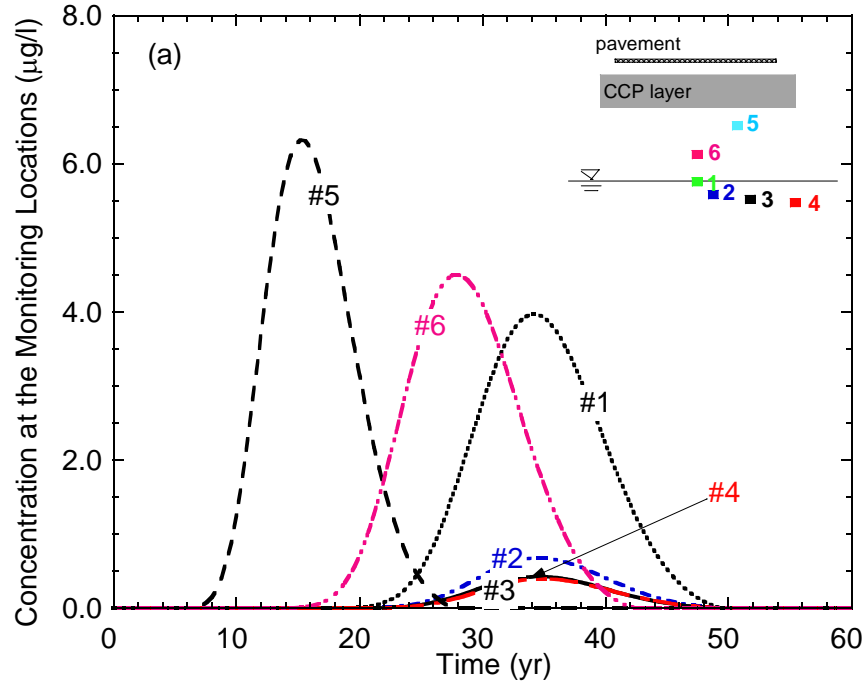 Concentration at the Monitoring Locations (µg/l)
8.0
6.0
4.0
2.0
0.0
(a)
pavement
CCP layer
5
6
1
2
3
4
#5
#6
#1
#4
#2
#3
0 10 20 30 40 50 60
Time (yr)